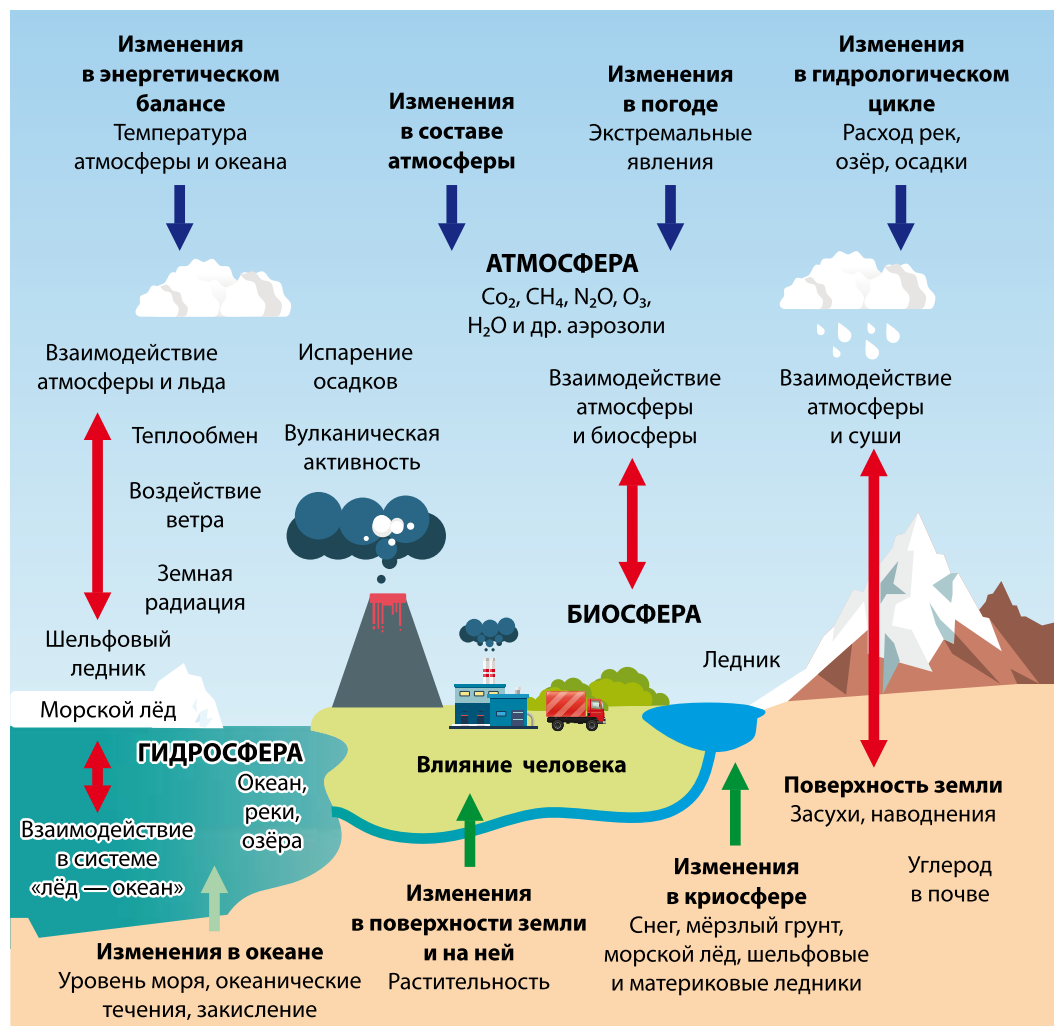 Изменения
в энергетическом
балансе
Температура
атмосферы и океана
Изменения
в составе
атмосферы
Изменения
в погоде
Экстремальные
явления
Изменения
в гидрологическом
цикле
Расход рек,
озёр, осадки
АТМОСФЕРА
Co₂, CH₄, N₂O, O₃,
H₂O и др. аэрозоли
Взаимодействие
атмосферы и льда
Испарение
осадков
Взаимодействие
атмосферы
и биосферы
Взаимодействие
атмосферы
и суши
Теплообмен
Вулканическая
активность
Воздействие
ветра
Земная
радиация
БИОСФЕРА
Шельфовый
ледник
Ледник
Морской лёд
ГИДРОСФЕРА
Океан,
реки,
озёра
Влияние человека
Поверхность земли
Засухи, наводнения
Взаимодействие
в системе
«лёд — океан»
Углерод
в почве
Изменения
в криосфере
Снег, мёрзлый грунт,
морской лёд, шельфовые
и материковые ледники
Изменения
в поверхности земли
и на ней
Растительность
Изменения в океане
Уровень моря, океанические
течения, закисление